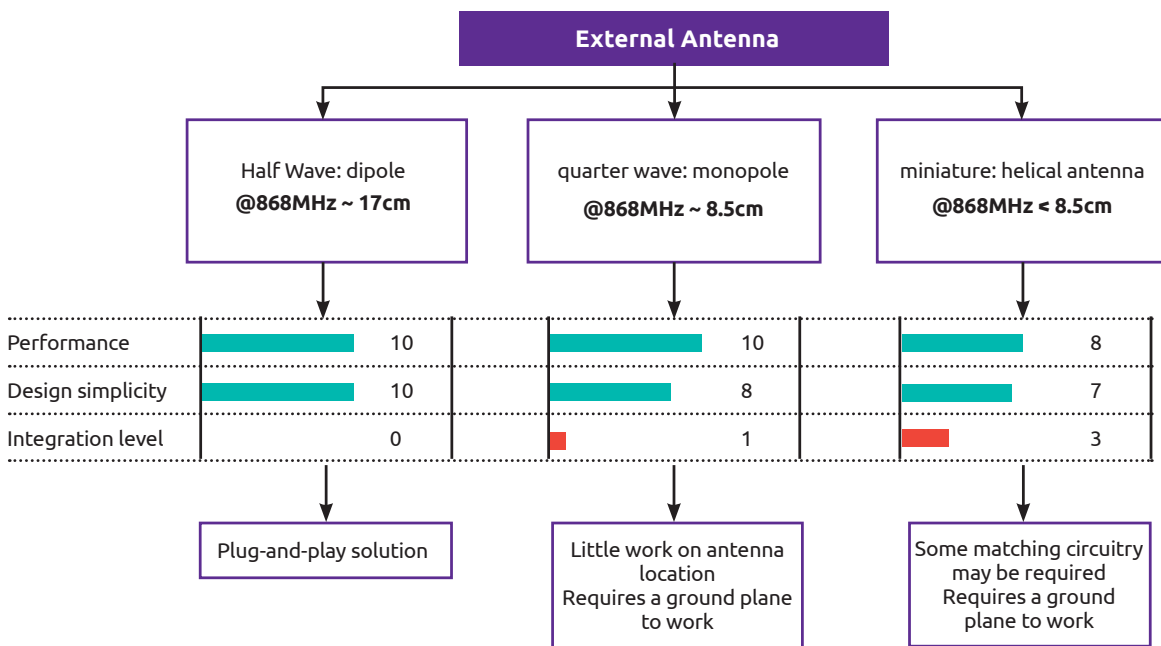 External Antenna
Half Wave: dipole
@868MHz ~ 17cm
quarter wave: monopole
@868MHz ~ 8.5cm
miniature: helical antenna
@868MHz < 8.5cm
Performance
10
10
8
Design simplicity
10
8
7
Integration level
0
1
3
Plug-and-play solution
Little work on antenna
location
Requires a ground plane
to work
Some matching circuitry
may be required
Requires a ground
plane to work